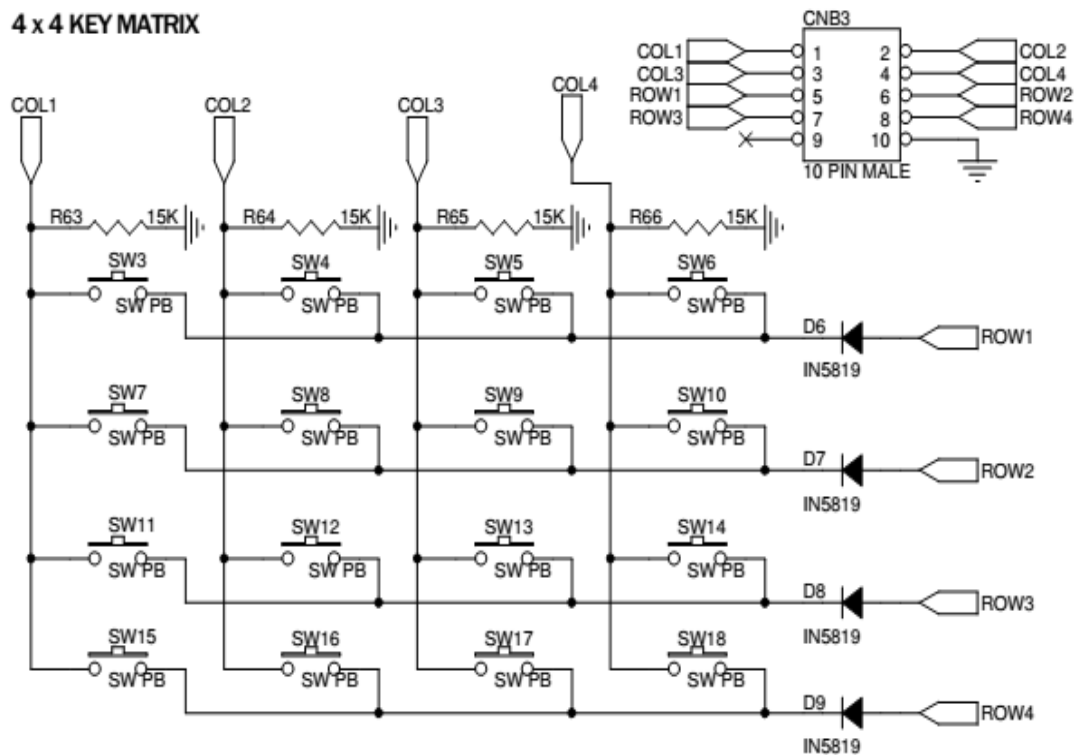 4 x 4 KEY MATRIX
CNB3
COL1 1 2 COL2
COL3 3 4 COL4
ROW1 5 6 ROW2
ROW3 7 8 ROW4
9 10
10 PIN MALE
COL1 COL2 COL3 COL4
R63 15K R64 15K R65 15K R66 15K
SW3 SW4 SW5 SW6
SW PB SW PB SW PB SW PB
D6 ROW1
IN5819
SW7 SW8 SW9 SW10
SW PB SW PB SW PB SW PB
D7 ROW2
IN5819
SW11 SW12 SW13 SW14
SW PB SW PB SW PB SW PB
D8 ROW3
IN5819
SW15 SW16 SW17 SW18
SW PB SW PB SW PB SW PB
D9 ROW4
IN5819